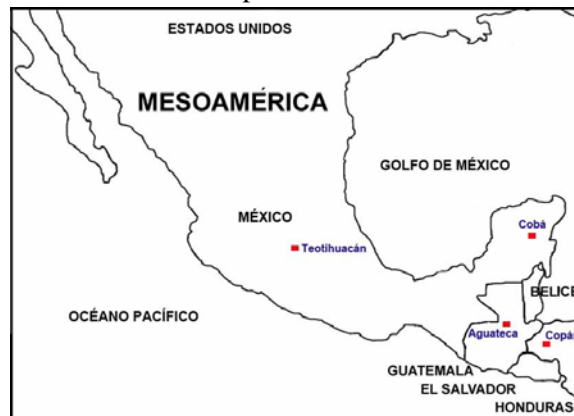 ESTADOS UNIDOS
MESOAMÉRICA
GOLFO DE MÉXICO
MÉXICO
Cobá
Teotihuacán
BELICE
OCÉANO PACÍFICO
Aguateca
Copán
GUATEMALA
EL SALVADOR
HONDURAS